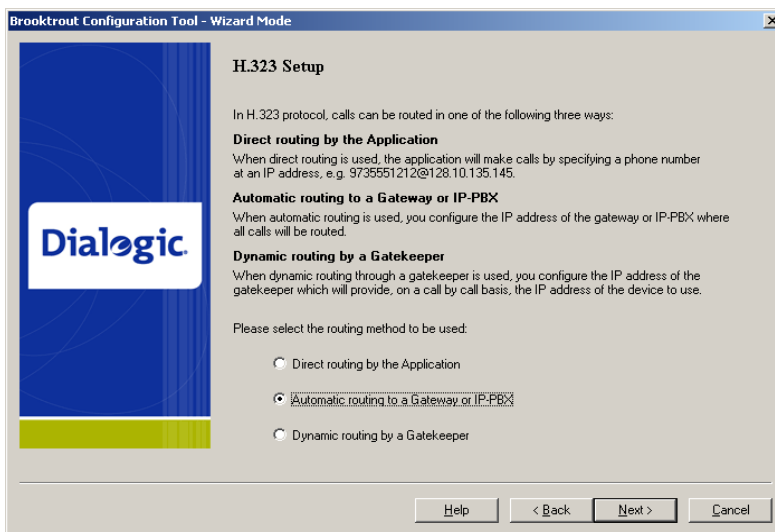 Brooktrout Configuration Tool - Wizard Mode
H.323 Setup
In H.323 protocol, calls can be routed in one of the following three ways:
Direct routing by the Application
When direct routing is used, the application will make calls by specifying a phone number
at an IP address, e.g. 9735551212@128.10.135.145.
Automatic routing to a Gateway or IP-PBX
When automatic routing is used, you configure the IP address of the gateway or IP-PBX where
all calls will be routed.
Dynamic routing by a Gatekeeper
When dynamic routing through a gatekeeper is used, you configure the IP address of the
gatekeeper which will provide, on a call by call basis, the IP address of the device to use.
Dialogic.
Please select the routing method to be used:
Direct routing by the Application
Automatic routing to a Gateway or IP-PBX
Dynamic routing by a Gatekeeper
Help
< Back
Next >
Cancel